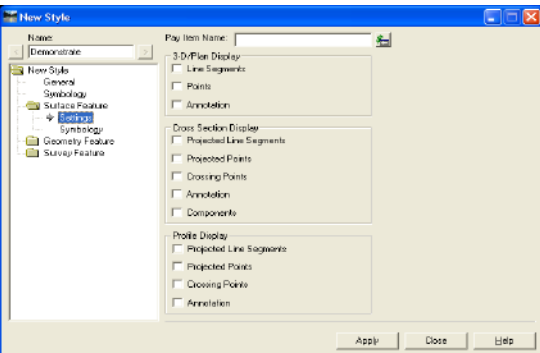 New Style
Name:
< Demonstrate >
New Style
General
Symbology
Surface Feature
Settings
Symbology
Geometry Feature
Survey Feature
Pay Item Name:
3-D/Plan Display
Line Segments
Points
Annotation
Cross Section Display
Projected Line Segments
Projected Points
Crossing Points
Annotation
Components
Profile Display
Projected Line Segments
Projected Points
Crossing Points
Annotation
Apply Close Help